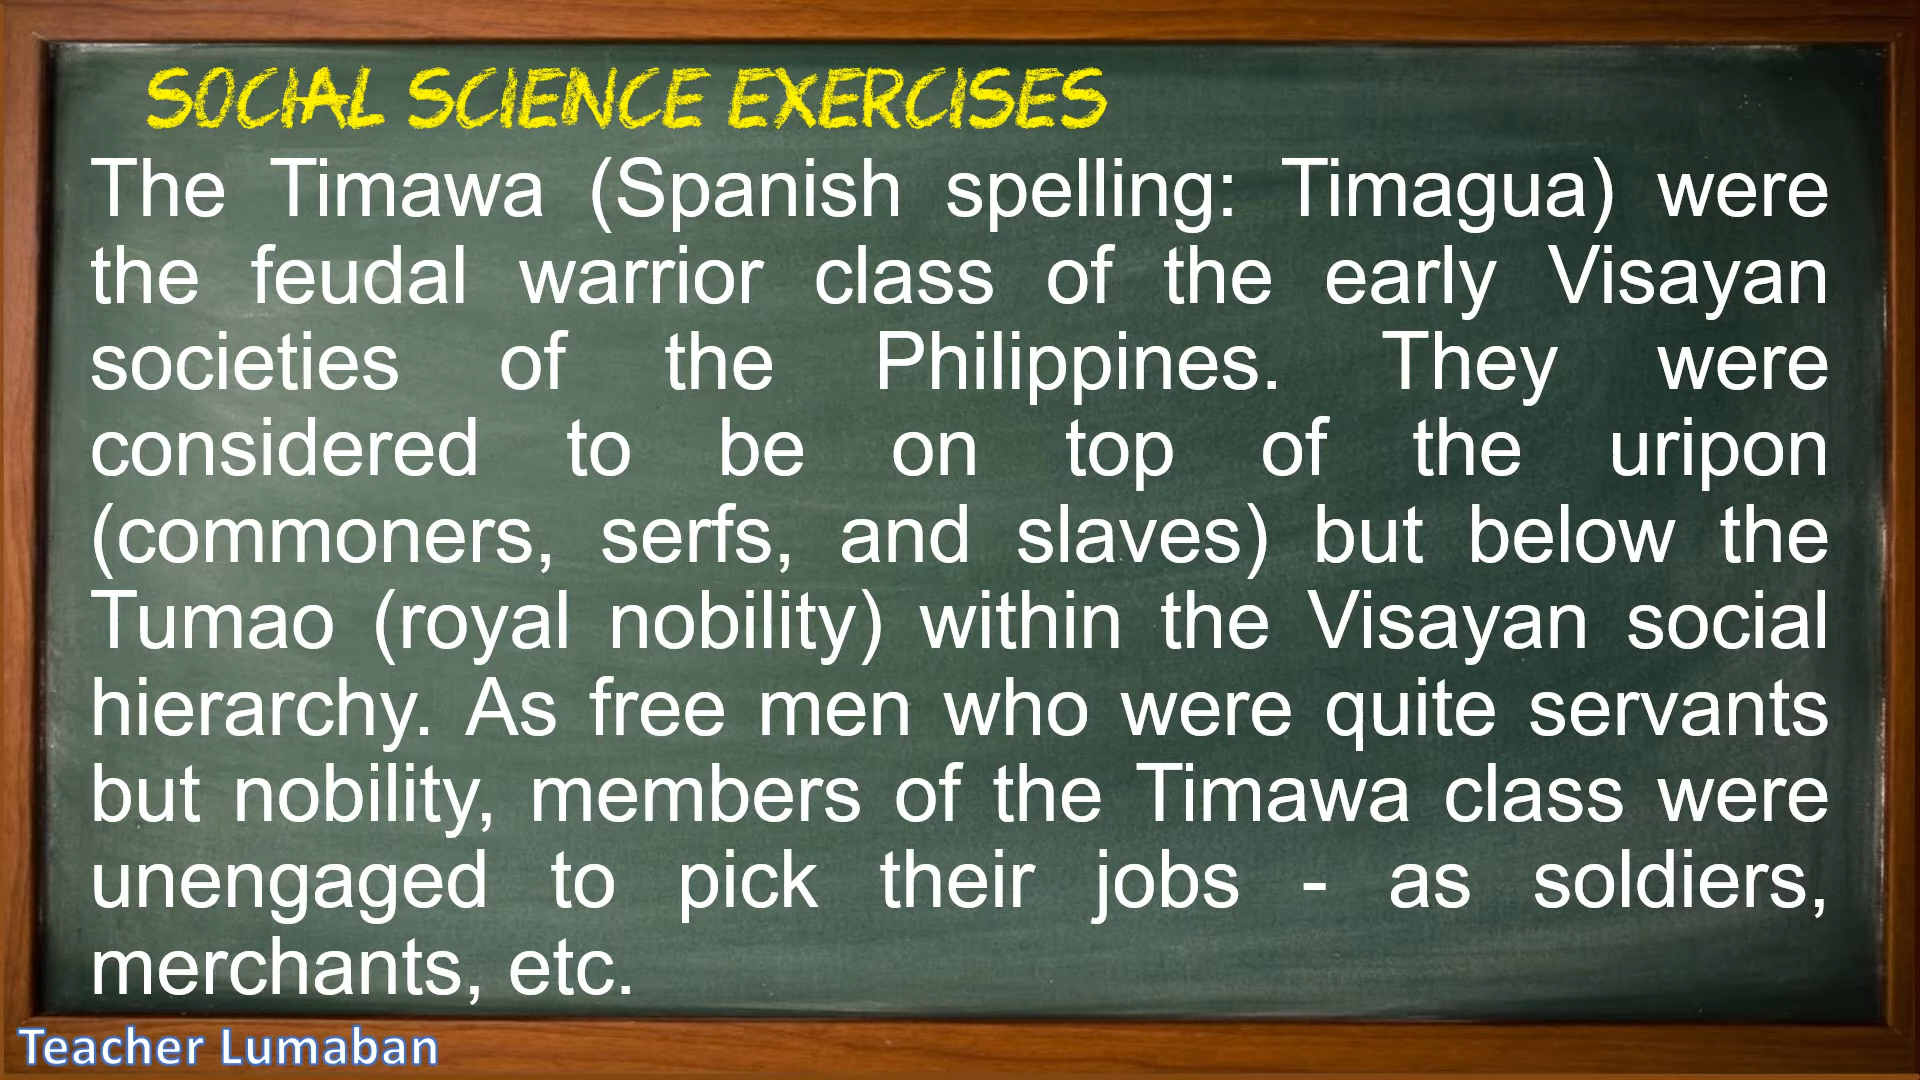 SOCIAL SCIENCE EXERCISES
The Timawa (Spanish spelling: Timagua) were
the feudal warrior class of the early Visayan
societies of the Philippines. They were
considered to be on top of the uripon
(commoners, serfs, and slaves) but below the
Tumao (royal nobility) within the Visayan social
hierarchy. As free men who were quite servants
but nobility, members of the Timawa class were
unengaged to pick their jobs - as soldiers,
merchants, etc.
Teacher Lumaban